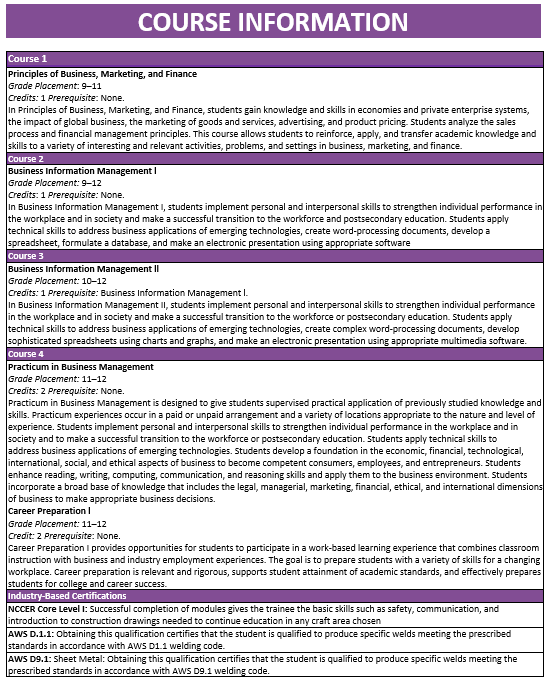 COURSE INFORMATION
Course 1
Principles of Business, Marketing, and Finance
Grade Placement: 9–11
Credits: 1 Prerequisite: None.
In Principles of Business, Marketing, and Finance, students gain knowledge and skills in economies and private enterprise systems,
the impact of global business, the marketing of goods and services, advertising, and product pricing. Students analyze the sales
process and financial management principles. This course allows students to reinforce, apply, and transfer academic knowledge and
skills to a variety of interesting and relevant activities, problems, and settings in business, marketing, and finance.
Course 2
Business Information Management l
Grade Placement: 9–12
Credits: 1 Prerequisite: None.
In Business Information Management I, students implement personal and interpersonal skills to strengthen individual performance in
the workplace and in society and make a successful transition to the workforce and postsecondary education. Students apply
technical skills to address business applications of emerging technologies, create word-processing documents, develop a
spreadsheet, formulate a database, and make an electronic presentation using appropriate software
Course 3
Business Information Management ll
Grade Placement: 10–12
Credits: 1 Prerequisite: Business Information Management l.
In Business Information Management II, students implement personal and interpersonal skills to strengthen individual performance
in the workplace and in society and make a successful transition to the workforce or postsecondary education. Students apply
technical skills to address business applications of emerging technologies, create complex word-processing documents, develop
sophisticated spreadsheets using charts and graphs, and make an electronic presentation using appropriate multimedia software.
Course 4
Practicum in Business Management
Grade Placement: 11–12
Credits: 2 Prerequisite: None.
Practicum in Business Management is designed to give students supervised practical application of previously studied knowledge and
skills. Practicum experiences occur in a paid or unpaid arrangement and a variety of locations appropriate to the nature and level of
experience. Students implement personal and interpersonal skills to strengthen individual performance in the workplace and in
society and to make a successful transition to the workforce or postsecondary education. Students apply technical skills to
address business applications of emerging technologies. Students develop a foundation in the economic, financial, technological,
international, social, and ethical aspects of business to become competent consumers, employees, and entrepreneurs. Students
enhance reading, writing, computing, communication, and reasoning skills and apply them to the business environment. Students
incorporate a broad base of knowledge that includes the legal, managerial, marketing, financial, ethical, and international dimensions
of business to make appropriate business decisions.
Career Preparation l
Grade Placement: 11–12
Credit: 2 Prerequisite: None.
Career Preparation I provides opportunities for students to participate in a work-based learning experience that combines classroom
instruction with business and industry employment experiences. The goal is to prepare students with a variety of skills for a changing
workplace. Career preparation is relevant and rigorous, supports student attainment of academic standards, and effectively prepares
students for college and career success.
Industry-Based Certifications
NCCER Core Level I: Successful completion of modules gives the trainee the basic skills such as safety, communication, and
introduction to construction drawings needed to continue education in any craft area chosen
AWS D.1.1: Obtaining this qualification certifies that the student is qualified to produce specific welds meeting the prescribed
standards in accordance with AWS D1.1 welding code.
AWS D9.1: Sheet Metal: Obtaining this qualification certifies that the student is qualified to produce specific welds meeting the
prescribed standards in accordance with AWS D9.1 welding code.